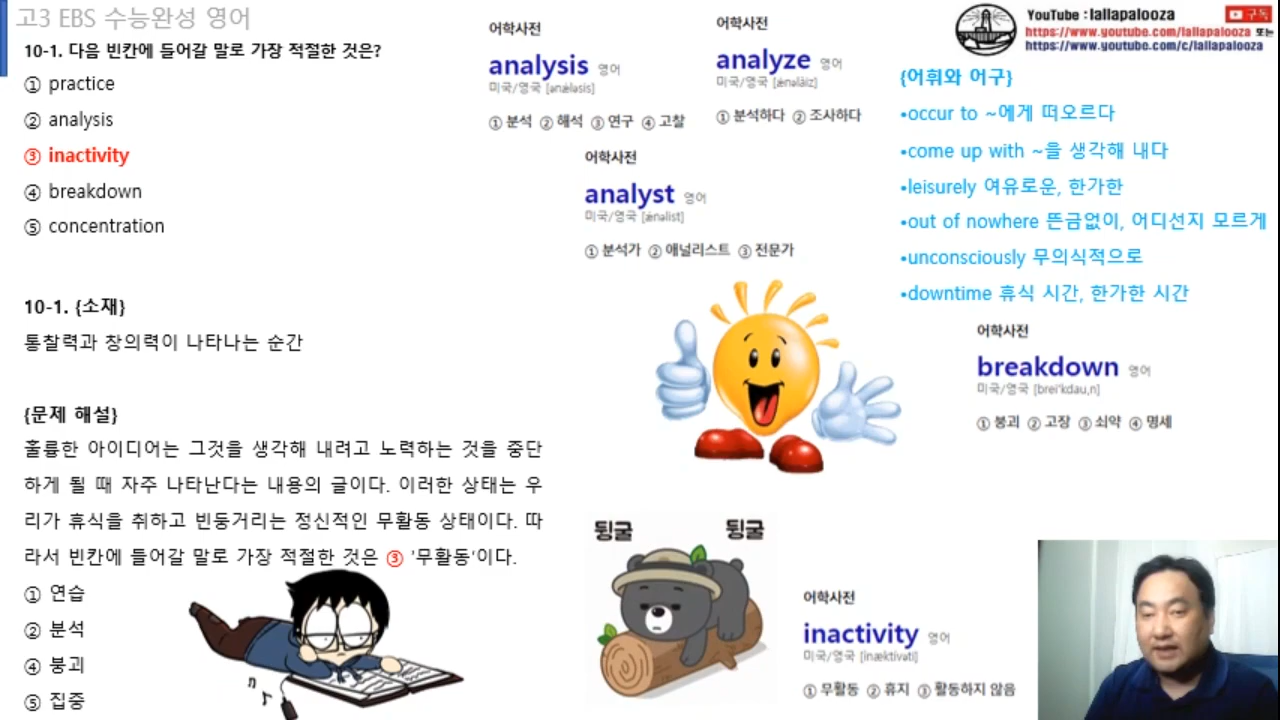 고3 EBS 수능완성 영어
10-1. 다음 빈칸에 들어갈 말로 가장 적절한 것은?
① practice
② analysis
③ inactivity
④ breakdown
⑤ concentration
10-1. {소재}
통찰력과 창의력이 나타나는 순간
{문제 해설}
훌륭한 아이디어는 그것을 생각해 내려고 노력하는 것을 중단
하게 될 때 자주 나타난다는 내용의 글이다. 이러한 상태는 우
리가 휴식을 취하고 빈둥거리는 정신적인 무활동 상태이다. 따
라서 빈칸에 들어갈 말로 가장 적절한 것은 ③ '무활동'이다.
① 연습
② 분석
④ 붕괴
⑤ 집중
어학사전
analysis 영어
미국/영국 [ənǽləsis]
① 분석 ② 해석 ③ 연구 ④ 고찰
어학사전
analyze 영어
미국/영국 [ǽnəlàiz]
① 분석하다 ② 조사하다
어학사전
analyst 영어
미국/영국 [ǽnəlist]
① 분석가 ② 애널리스트 ③ 전문가
YouTube : lallapalooza
구독
https://www.youtube.com/lallapalooza 또는
https://www.youtube.com/c/lallapalooza
{어휘와 어구}
•occur to ~에게 떠오르다
•come up with ~을 생각해 내다
•leisurely 여유로운, 한가한
•out of nowhere 뜬금없이, 어디선지 모르게
•unconsciously 무의식적으로
•downtime 휴식 시간, 한가한 시간
어학사전
breakdown 영어
미국/영국 [brei'kdau,n]
① 붕괴 ② 고장 ③ 쇠약 ④ 명세
뒹굴 뒹굴
어학사전
inactivity 영어
미국/영국 [inæktívəti]
① 무활동 ② 휴지 ③ 활동하지 않음